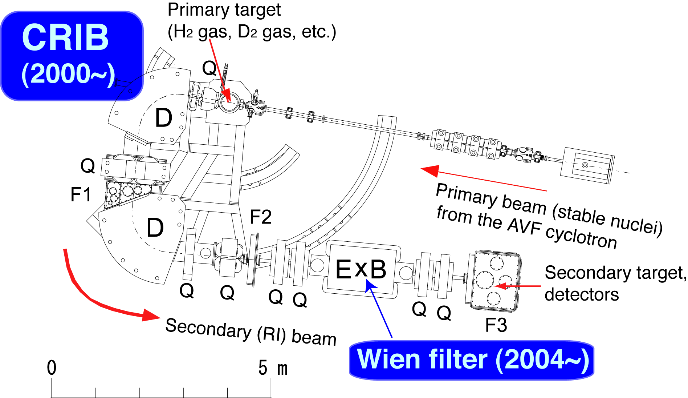 CRIB
(2000~)
Primary target
(H2 gas, D2 gas, etc.)
Q
D
Q
F1
D
F2
Primary beam (stable nuclei)
from the AVF cyclotron
ExB
Secondary target,
detectors
Q
Q
Q
Q
Q
Q
F3
Secondary (RI) beam
Wien filter (2004~)
0
5 m